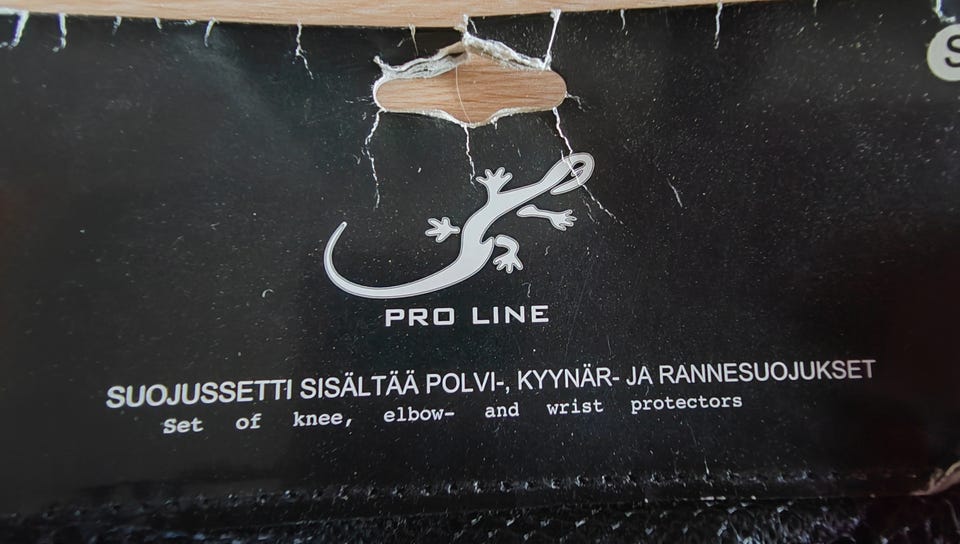 S
PRO LINE
SUOJUSSETTI SISÄLTÄÄ POLVI-, KYYNÄR- JA RANNESUOJUKSET
Set of knee, elbow- and wrist protectors